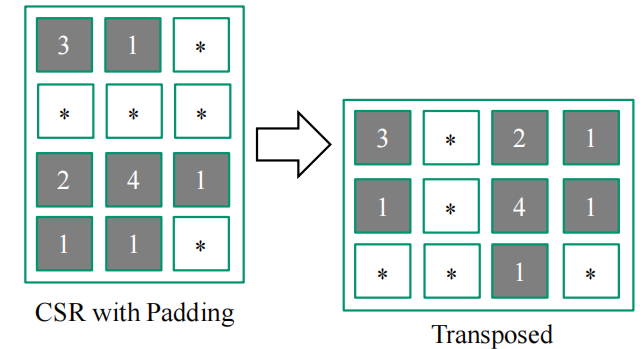 3 1 *
* * *
2 4 1
1 1 *
CSR with Padding
3 * 2 1
1 * 4 1
* * 1 *
Transposed